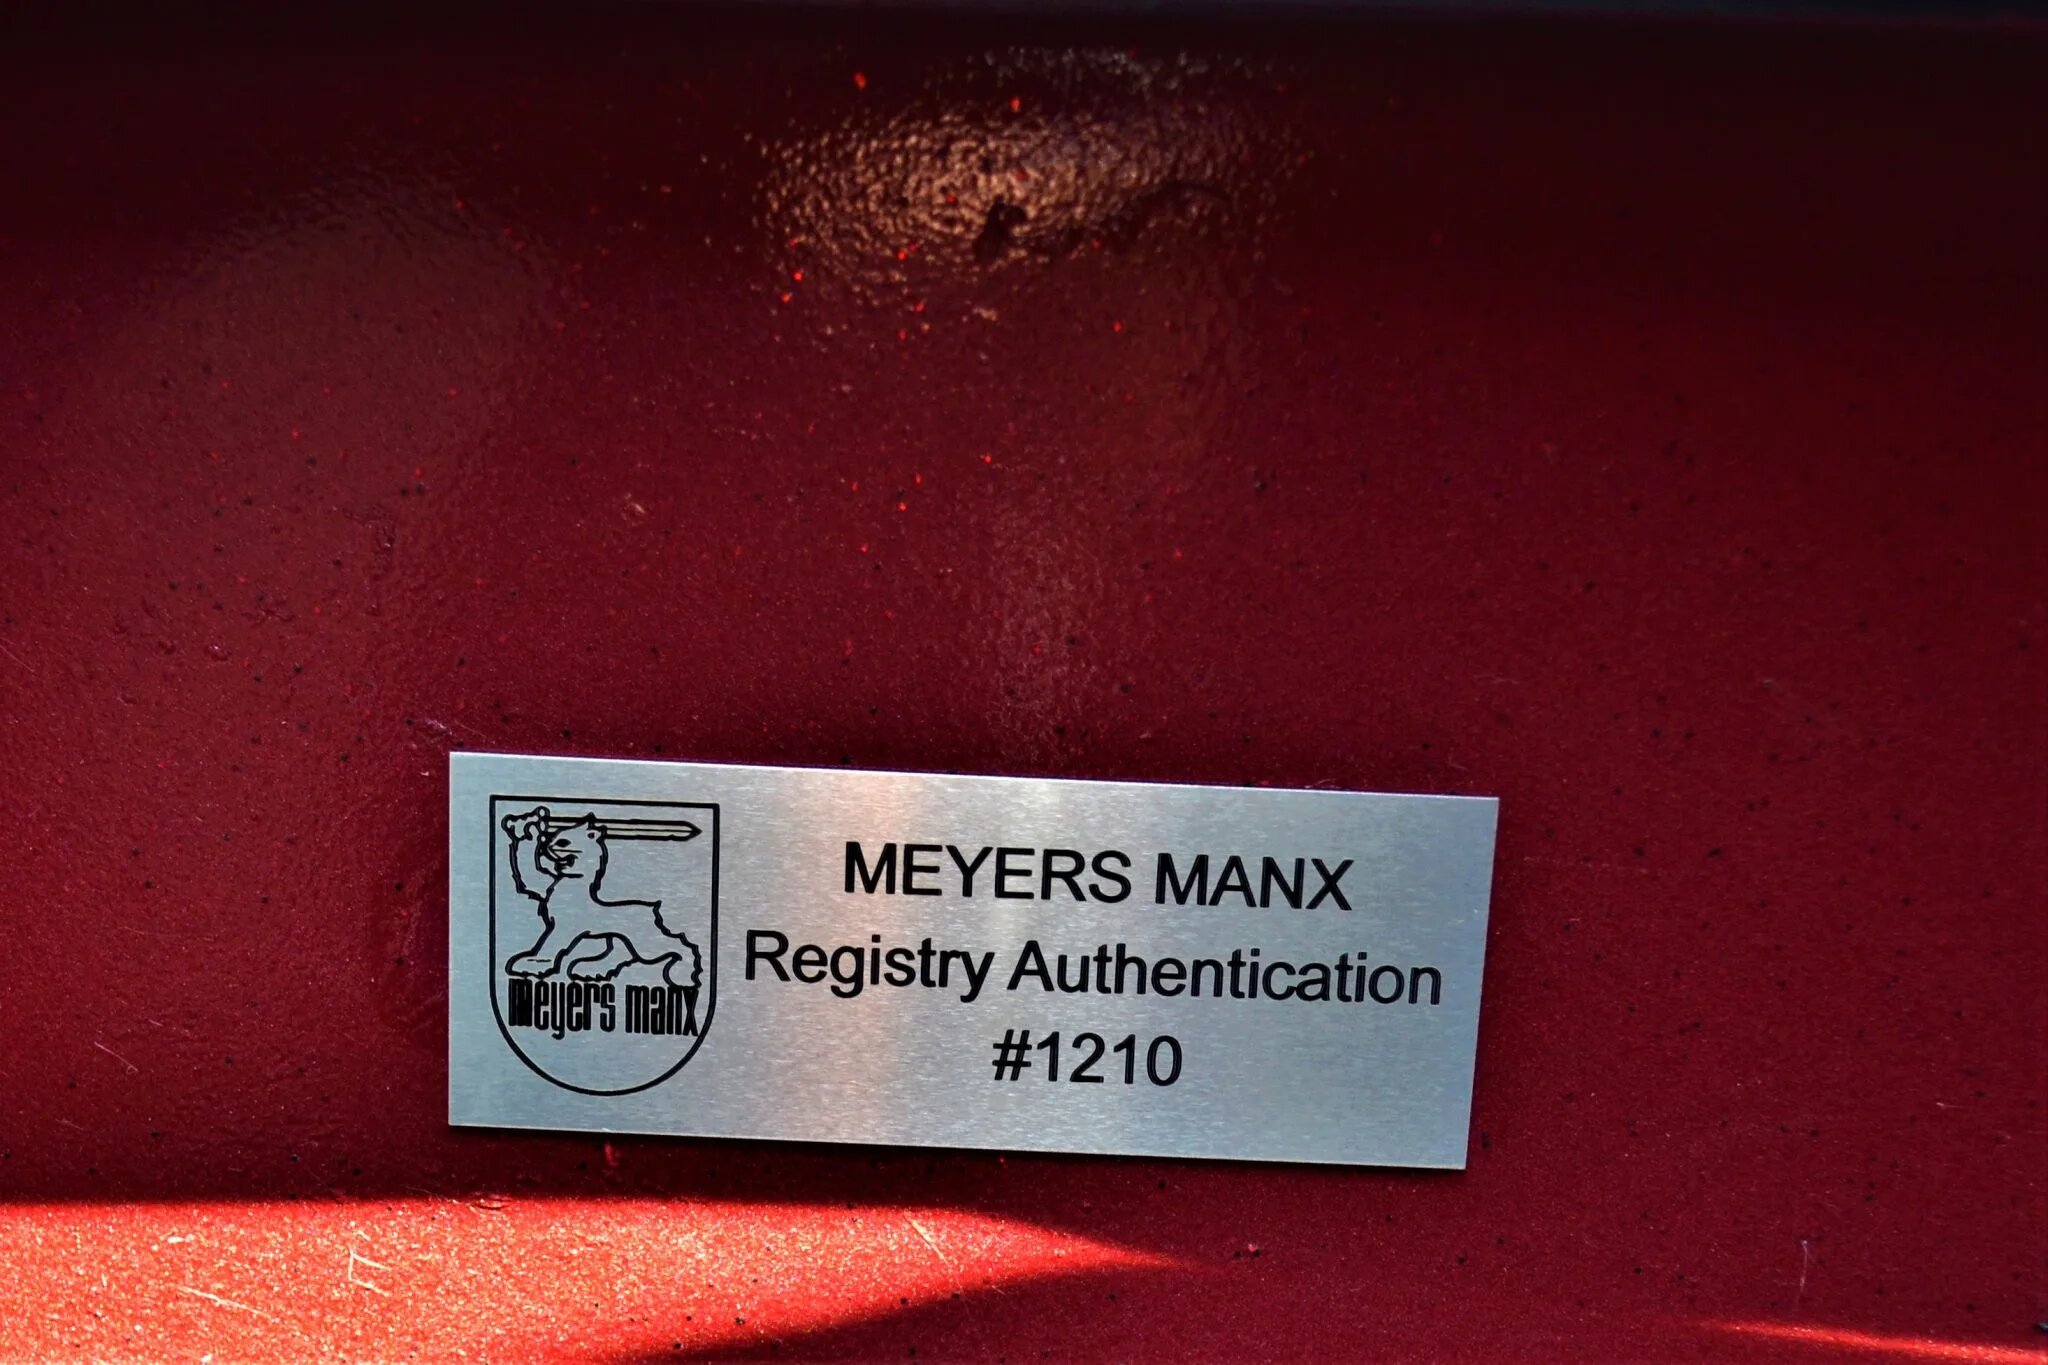 meyers manx
MEYERS MANX
Registry Authentication
#1210